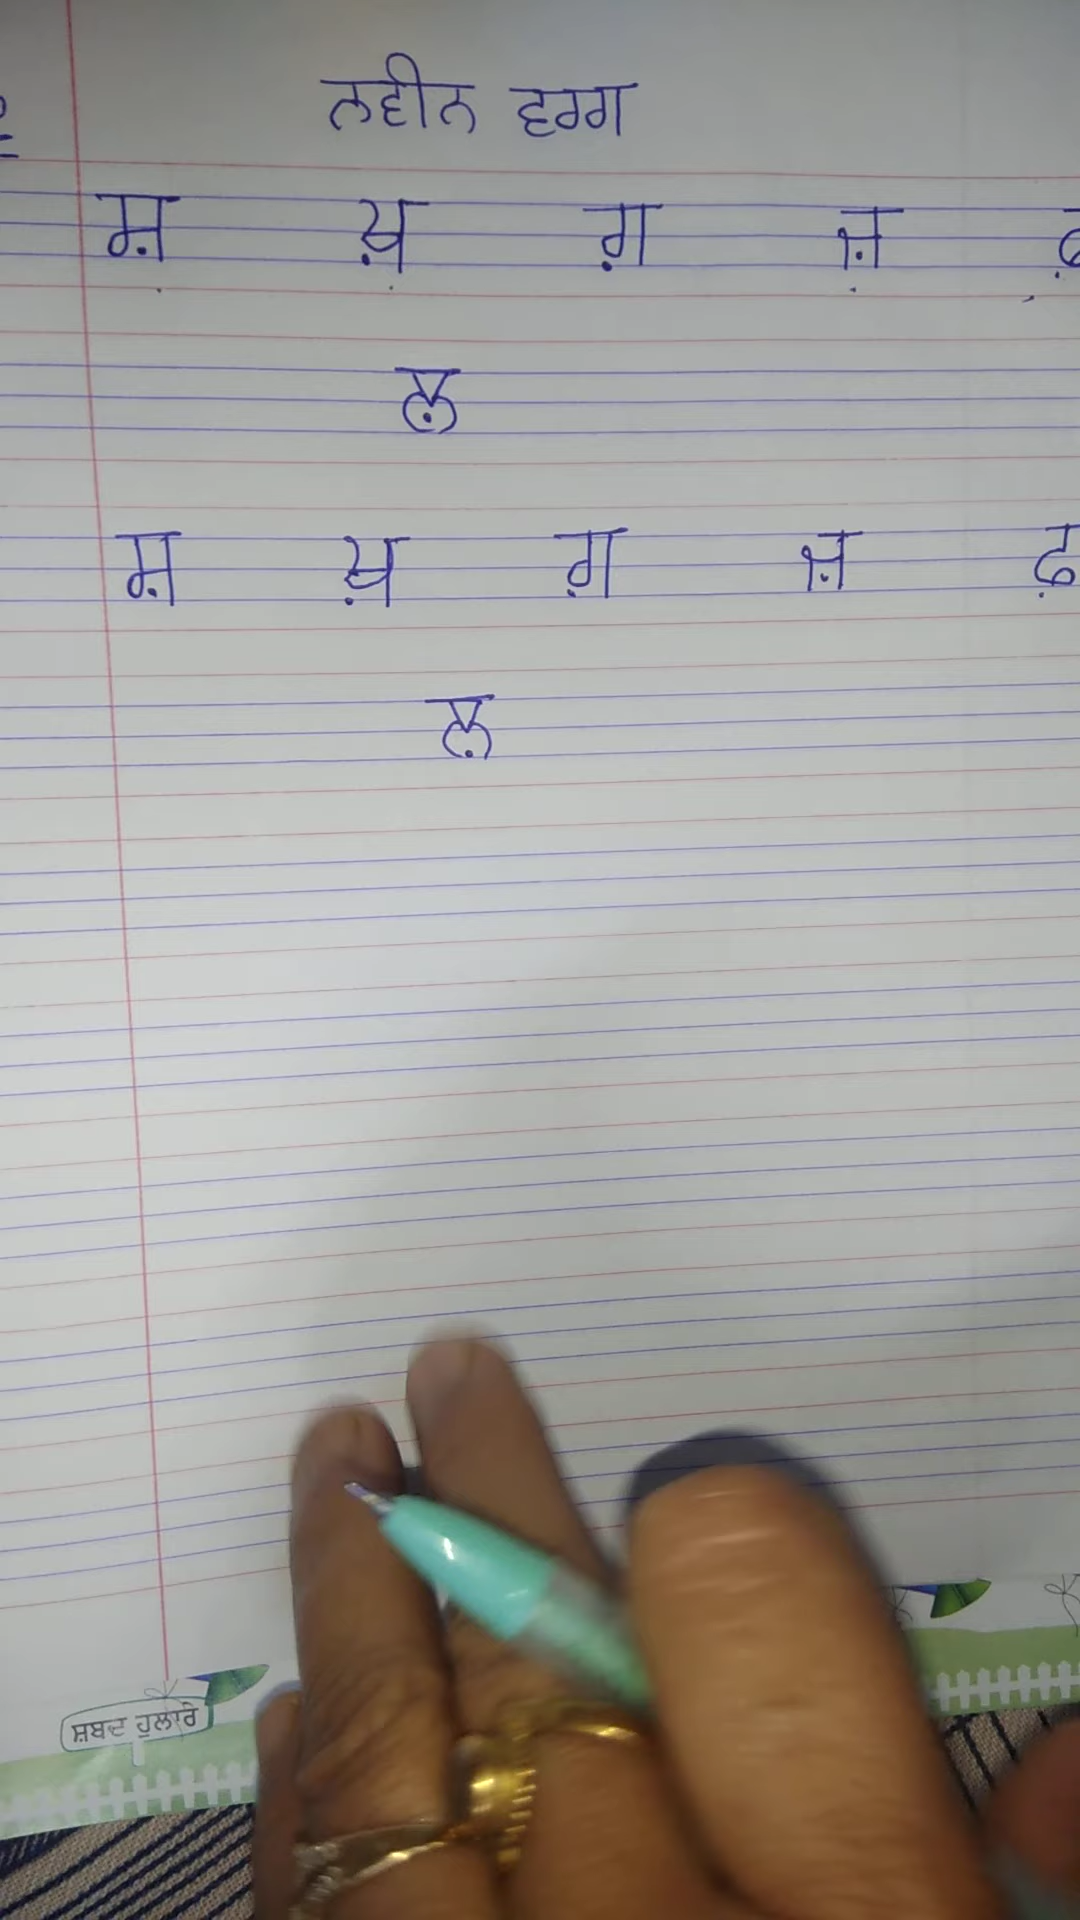 ਨਵੀਨ ਵਰਗ
ਸ਼ ਖ਼ ਗ਼ ਜ਼ ਫ਼
ਲ਼
ਸ਼ ਖ਼ ਗ਼ ਜ਼ ਫ਼
ਲ਼
ਸ਼ਬਦ ਹੁਲਾਰੇ